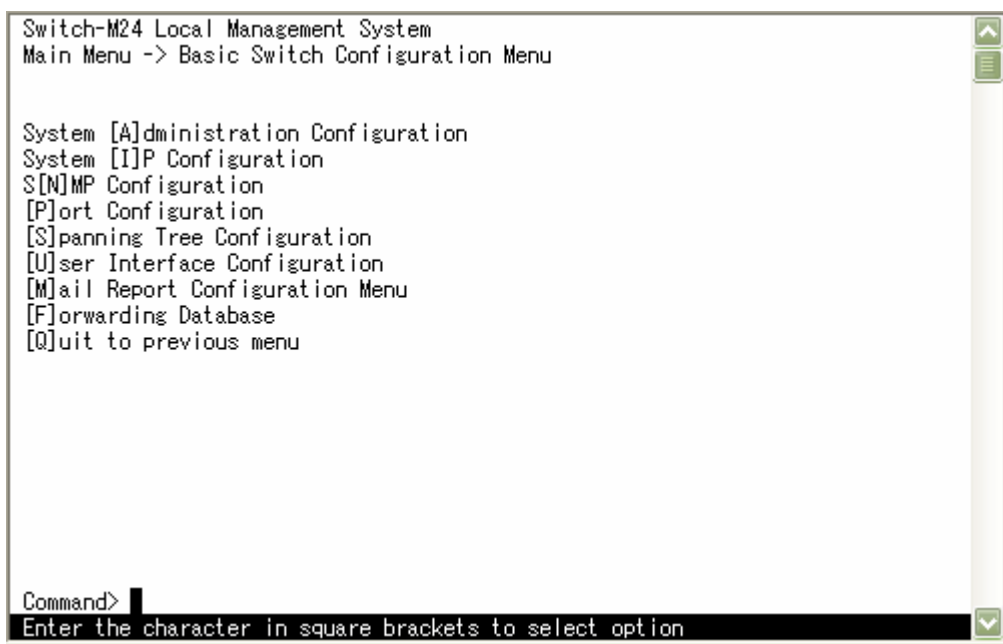 Switch-M24 Local Management System
Main Menu -> Basic Switch Configuration Menu
System [A]dministration Configuration
System [I]P Configuration
S[N]MP Configuration
[P]ort Configuration
[S]panning Tree Configuration
[U]ser Interface Configuration
[M]ail Report Configuration Menu
[F]orwarding Database
[Q]uit to previous menu
Command>
Enter the character in square brackets to select option